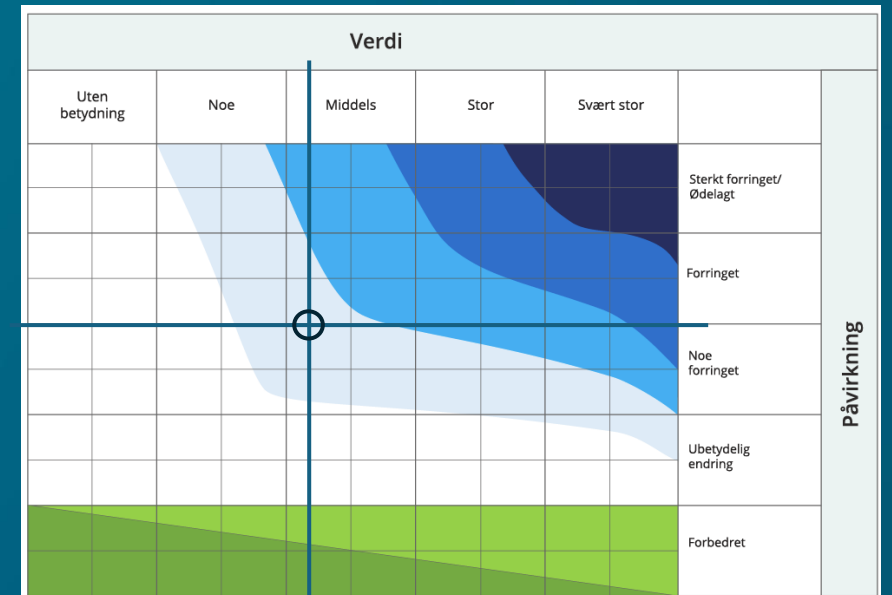 Verdi
Uten
betydning
Noe
Middels
Stor
Svært stor
Sterkt forringet/
Ødelagt
Forringet
Noe
forringet
Ubetydelig
endring
Forbedret
Påvirkning